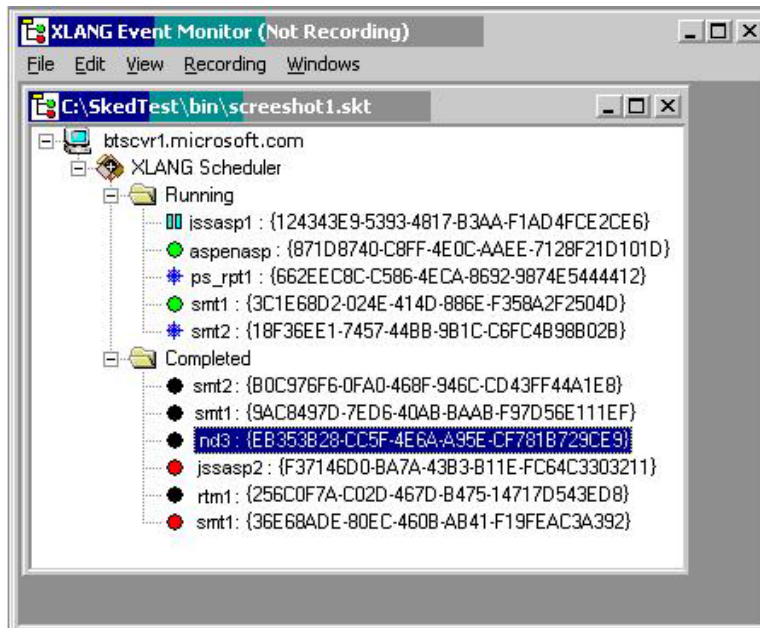 XLANG Event Monitor (Not Recording)
File Edit View Recording Windows
C:\SkedTest\bin\screeshot1.skt
btscvr1.microsoft.com
XLANG Scheduler
Running
jssasp1 : {124343E9-5393-4817-B3AA-F1AD4FCE2CE6}
aspenasp : {871D8740-C8FF-4E0C-AAEE-7128F21D101D}
ps_rpt1 : {662EEC8C-C586-4ECA-8692-9874E5444412}
smt1 : {3C1E68D2-024E-414D-886E-F358A2F2504D}
smt2 : {18F36EE1-7457-44BB-9B1C-C6FC4B98B02B}
Completed
smt2 : {B0C976F6-0FA0-468F-946C-CD43FF44A1E8}
smt1 : {9AC8497D-7ED6-40AB-BAAB-F97D56E111EF}
nd3 : {EB353B28-CC5F-4E6A-A95E-CF781B729CE9}
jssasp2 : {F37146D0-BA7A-43B3-B11E-FC64C3303211}
rtm1 : {256C0F7A-C02D-467D-B475-14717D543ED8}
smt1: {36E68ADE-80EC-460B-AB41-F19FEAC3A392}